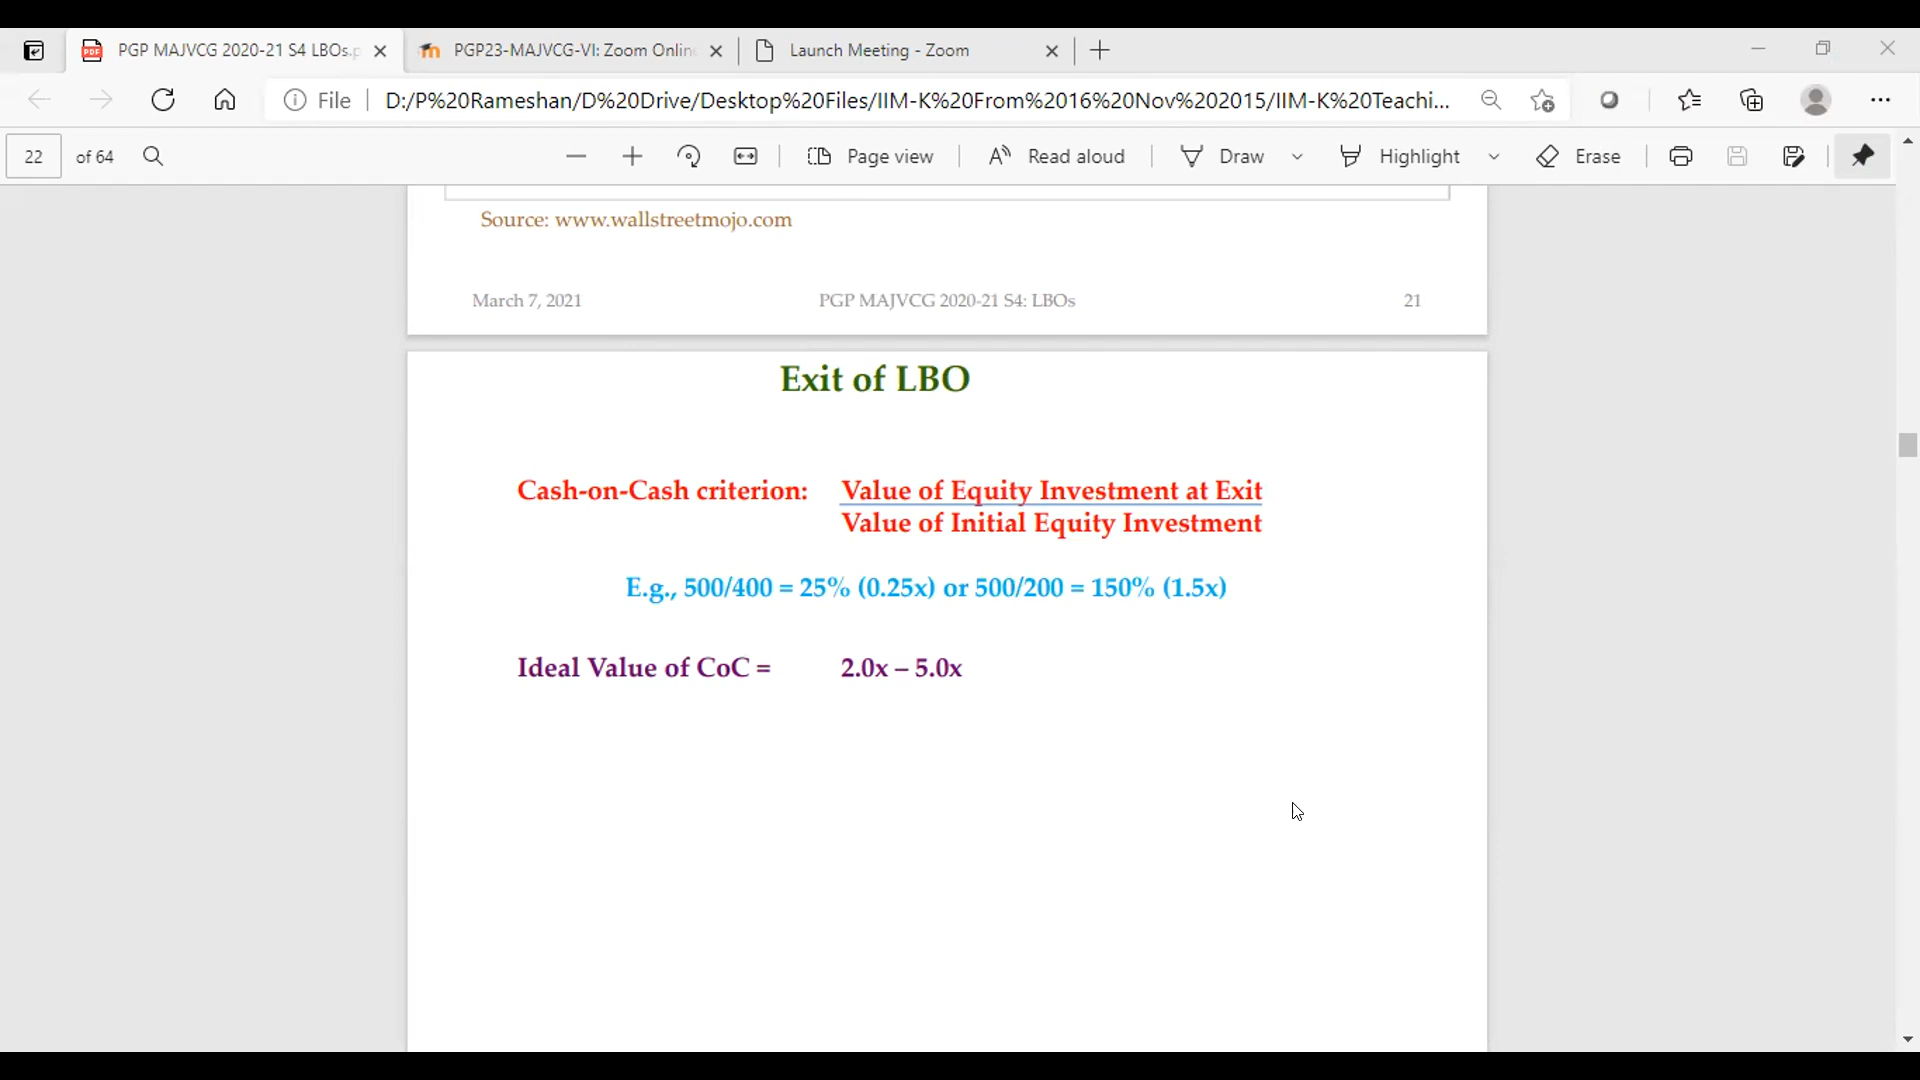 PGP MAJVCG 2020-21 S4 LBOs.p
PGP23-MAJVCG-VI: Zoom Onlin
Launch Meeting - Zoom
File
D:/P%20Rameshan/D%20Drive/Desktop%20Files/IIM-K%20From%2016%20Nov%202015/IIM-K%20Teachi...
22 of 64
Page view
Read aloud
Draw
Highlight
Erase
Source: www.wallstreetmojo.com
March 7, 2021
PGP MAJVCG 2020-21 S4: LBOs
21
Exit of LBO
Cash-on-Cash criterion: Value of Equity Investment at Exit
Value of Initial Equity Investment
E.g., 500/400 = 25% (0.25x) or 500/200 = 150% (1.5x)
Ideal Value of CoC = 2.0x – 5.0x